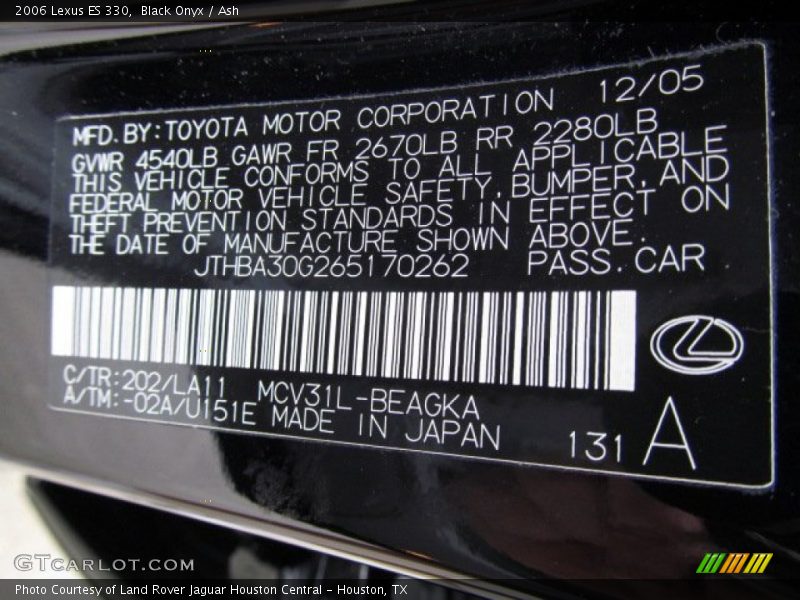 2006 Lexus ES 330, Black Onyx / Ash
12/05
MFD. BY: TOYOTA MOTOR CORPORATION
GVWR 4540LB GAWR FR 2670LB RR 2280LB
THIS VEHICLE CONFORMS TO ALL APPLICABLE
FEDERAL MOTOR VEHICLE SAFETY, BUMPER, AND
THEFT PREVENTION STANDARDS IN EFFECT ON
THE DATE OF MANUFACTURE SHOWN ABOVE.
JTHBA30G265170262 PASS. CAR
C/TR: 202/LA11 MCV31L-BEAGKA
A/TM: -02A/U151E MADE IN JAPAN
131 A
GTCARLOT.COM
Photo Courtesy of Land Rover Jaguar Houston Central - Houston, TX